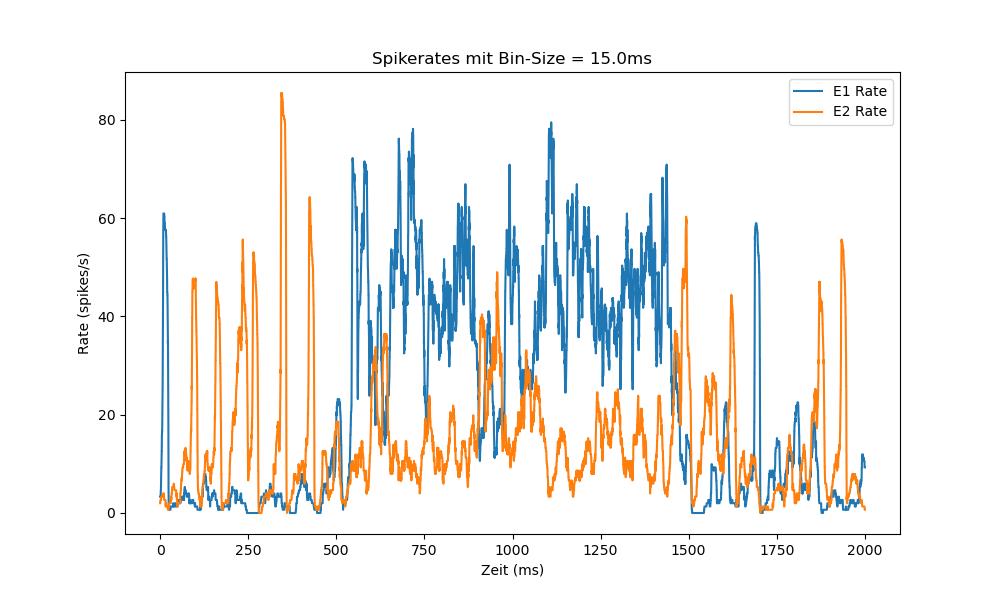 Spikerates mit Bin-Size = 15.0ms
E1 Rate
E2 Rate
Rate (spikes/s)
80
60
40
20
0
0 250 500 750 1000 1250 1500 1750 2000
Zeit (ms)